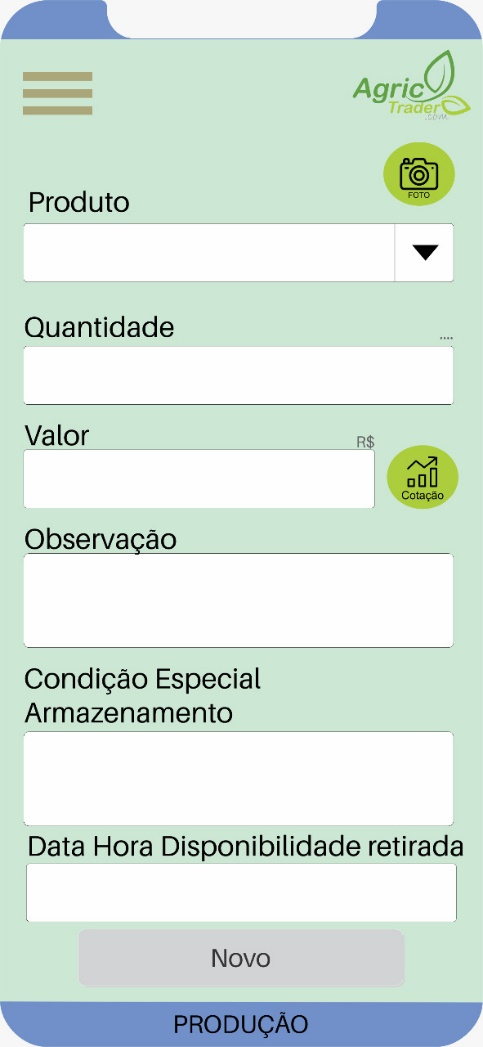 Agric
Trader
.com
FOTO
Produto
Quantidade
....
Valor
R$
Cotação
Observação
Condição Especial
Armazenamento
Data Hora Disponibilidade retirada
Novo
PRODUÇÃO